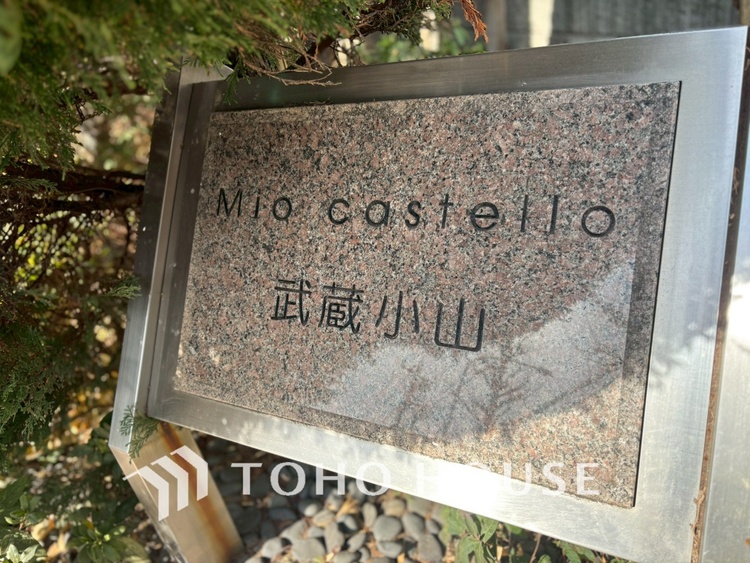 Mio castello
武蔵小山
TOHO HOUSE